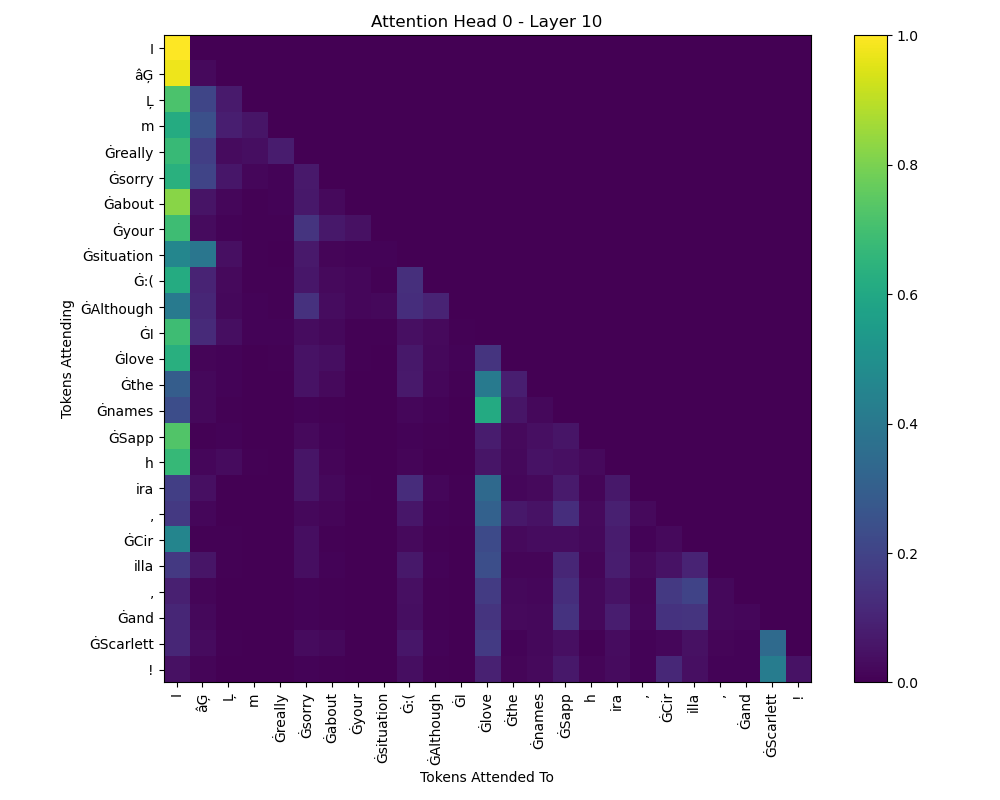 Attention Head 0 - Layer 10
Tokens Attending
I
âĢ
Ļ
m
Ġreally
Ġsorry
Ġabout
Ġyour
Ġsituation
Ġ:(
ĠAlthough
ĠI
Ġlove
Ġthe
Ġnames
ĠSapp
h
ira
,
ĠCir
illa
,
Ġand
ĠScarlett
!
I
âĢ
Ļ
m
Ġreally
Ġsorry
Ġabout
Ġyour
Ġsituation
Ġ:(
ĠAlthough
ĠI
Ġlove
Ġthe
Ġnames
ĠSapp
h
ira
,
ĠCir
illa
,
Ġand
ĠScarlett
!
Tokens Attended To
1.0
0.8
0.6
0.4
0.2
0.0